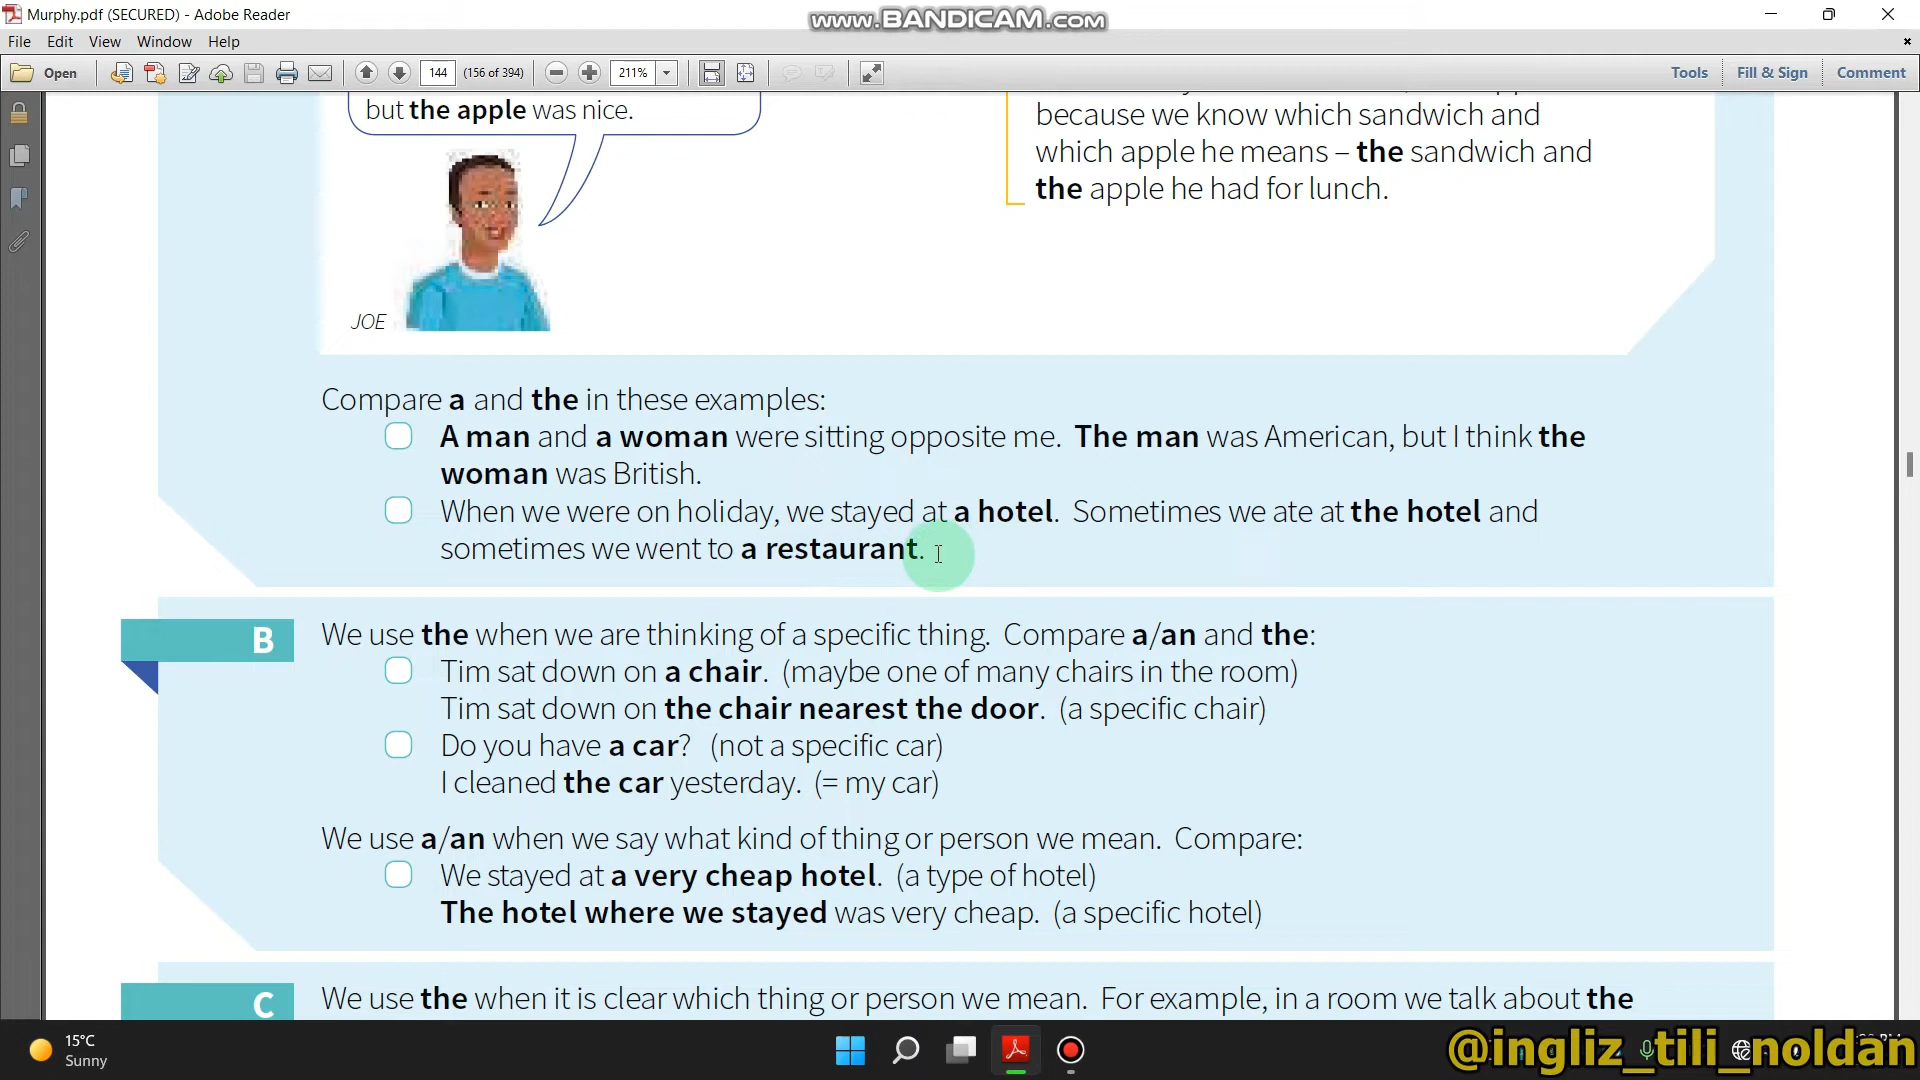 Murphy.pdf (SECURED) - Adobe Reader
www.BANDICAM.com
File Edit View Window Help
Open 144 (156 of 394) 211% Tools Fill & Sign Comment
but the apple was nice.
because we know which sandwich and
which apple he means – the sandwich and
the apple he had for lunch.
JOE
Compare a and the in these examples:
A man and a woman were sitting opposite me. The man was American, but I think the
woman was British.
When we were on holiday, we stayed at a hotel. Sometimes we ate at the hotel and
sometimes we went to a restaurant.
B We use the when we are thinking of a specific thing. Compare a/an and the:
Tim sat down on a chair. (maybe one of many chairs in the room)
Tim sat down on the chair nearest the door. (a specific chair)
Do you have a car? (not a specific car)
I cleaned the car yesterday. (= my car)
We use a/an when we say what kind of thing or person we mean. Compare:
We stayed at a very cheap hotel. (a type of hotel)
The hotel where we stayed was very cheap. (a specific hotel)
C We use the when it is clear which thing or person we mean. For example, in a room we talk about the
15°C
Sunny
@ingliz_tili_noldan